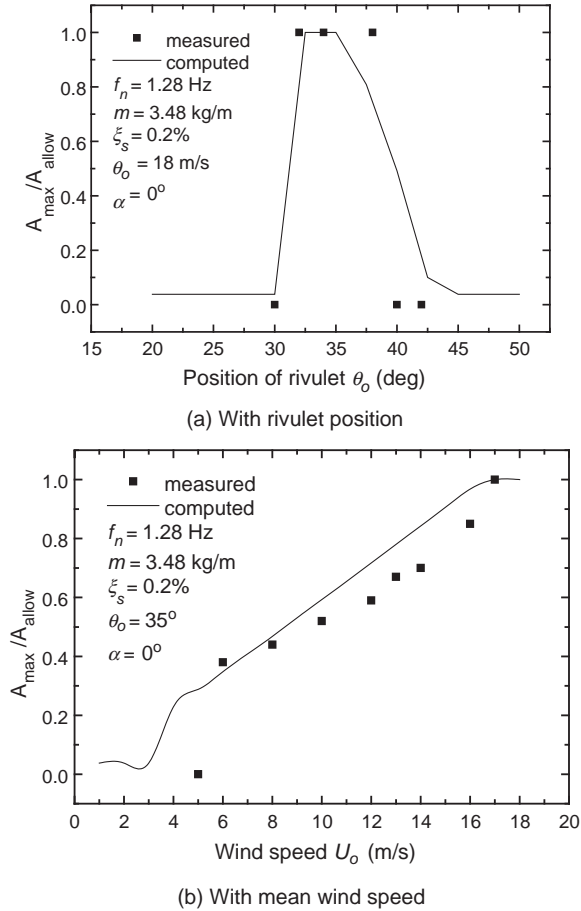 1.0
0.8
0.6
0.4
0.2
0.0
A_max/A_allow
measured
computed
f_n = 1.28 Hz
m = 3.48 kg/m
ξ_s = 0.2%
θ_o = 18 m/s
α = 0°
15 20 25 30 35 40 45 50
Position of rivulet θ_o (deg)
(a) With rivulet position
1.0
0.8
0.6
0.4
0.2
0.0
A_max/A_allow
measured
computed
f_n = 1.28 Hz
m = 3.48 kg/m
ξ_s = 0.2%
θ_o = 35°
α = 0°
0 2 4 6 8 10 12 14 16 18 20
Wind speed U_o (m/s)
(b) With mean wind speed